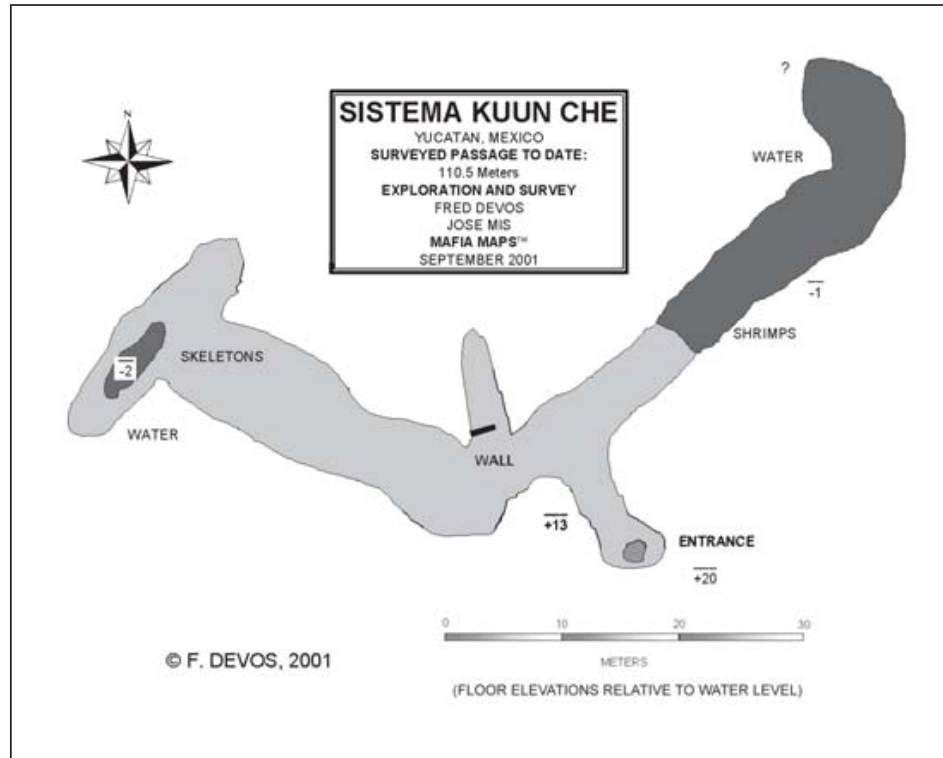 N
SISTEMA KUUN CHE
YUCATAN, MEXICO
SURVEYED PASSAGE TO DATE:
110.5 Meters
EXPLORATION AND SURVEY
FRED DEVOS
JOSE MIS
MAFIA MAPS™
SEPTEMBER 2001
?
WATER
-1
SHRIMPS
SKELETONS
-2
WATER
WALL
+13
ENTRANCE
+20
0 10 20 30
METERS
© F. DEVOS, 2001
(FLOOR ELEVATIONS RELATIVE TO WATER LEVEL)